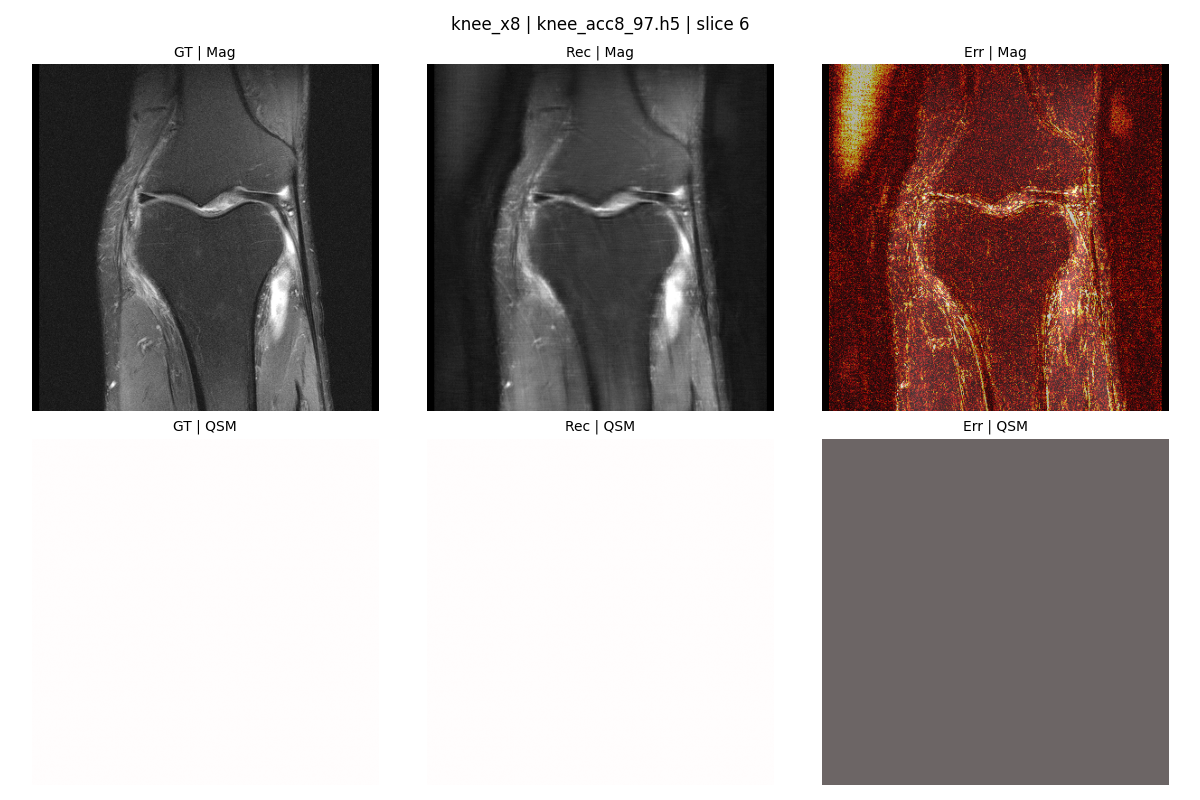 knee_x8 | knee_acc8_97.h5 | slice 6
GT | Mag
Rec | Mag
Err | Mag
GT | QSM
Rec | QSM
Err | QSM